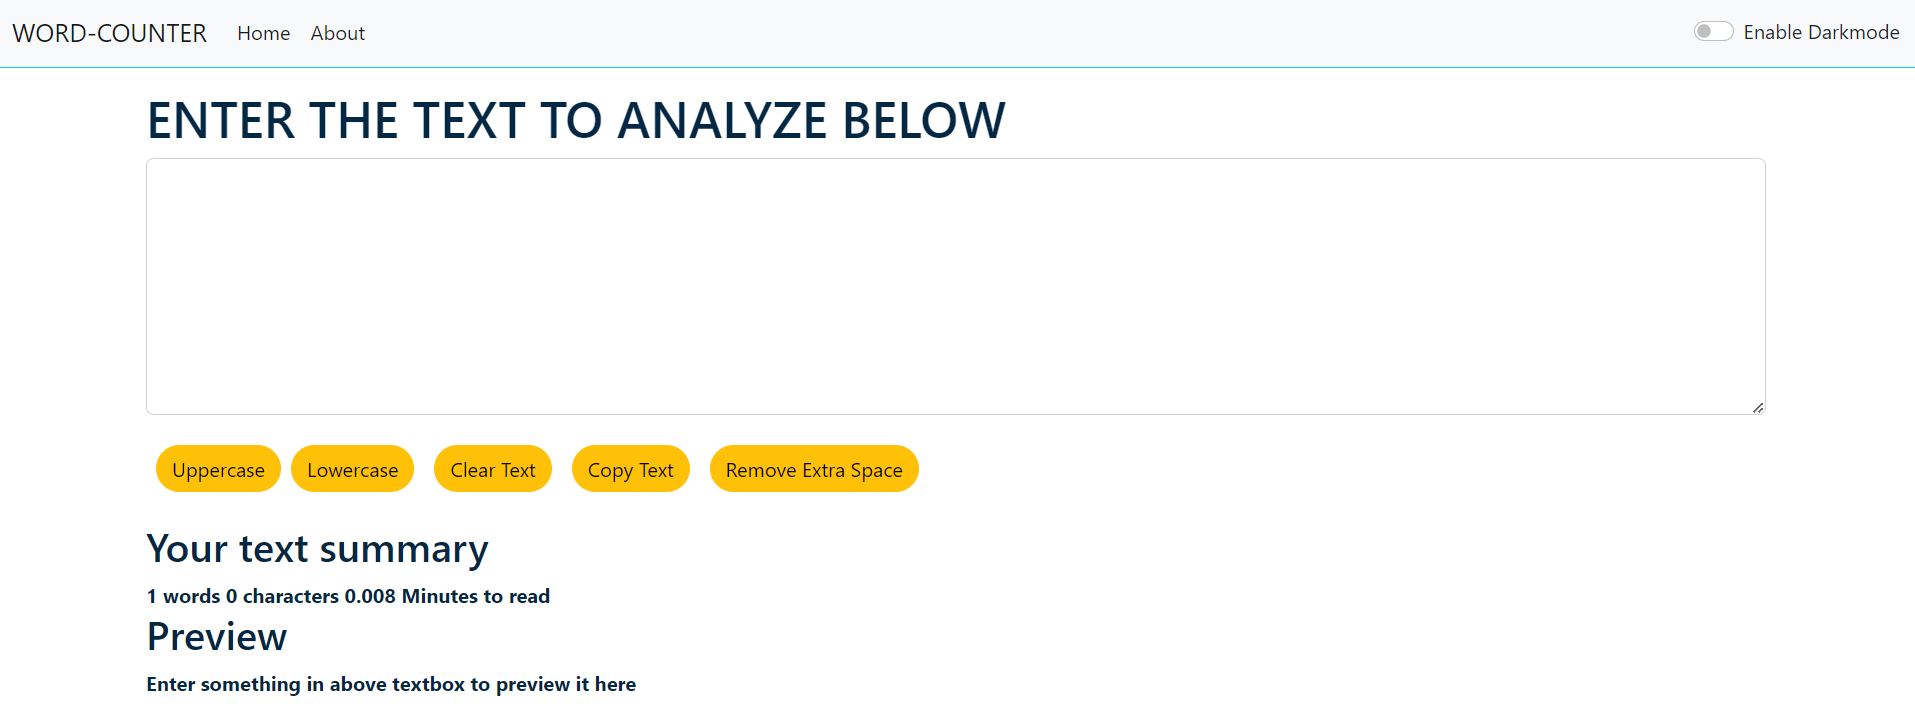 WORD-COUNTER Home About Enable Darkmode
ENTER THE TEXT TO ANALYZE BELOW
Uppercase Lowercase Clear Text Copy Text Remove Extra Space
Your text summary
1 words 0 characters 0.008 Minutes to read
Preview
Enter something in above textbox to preview it here